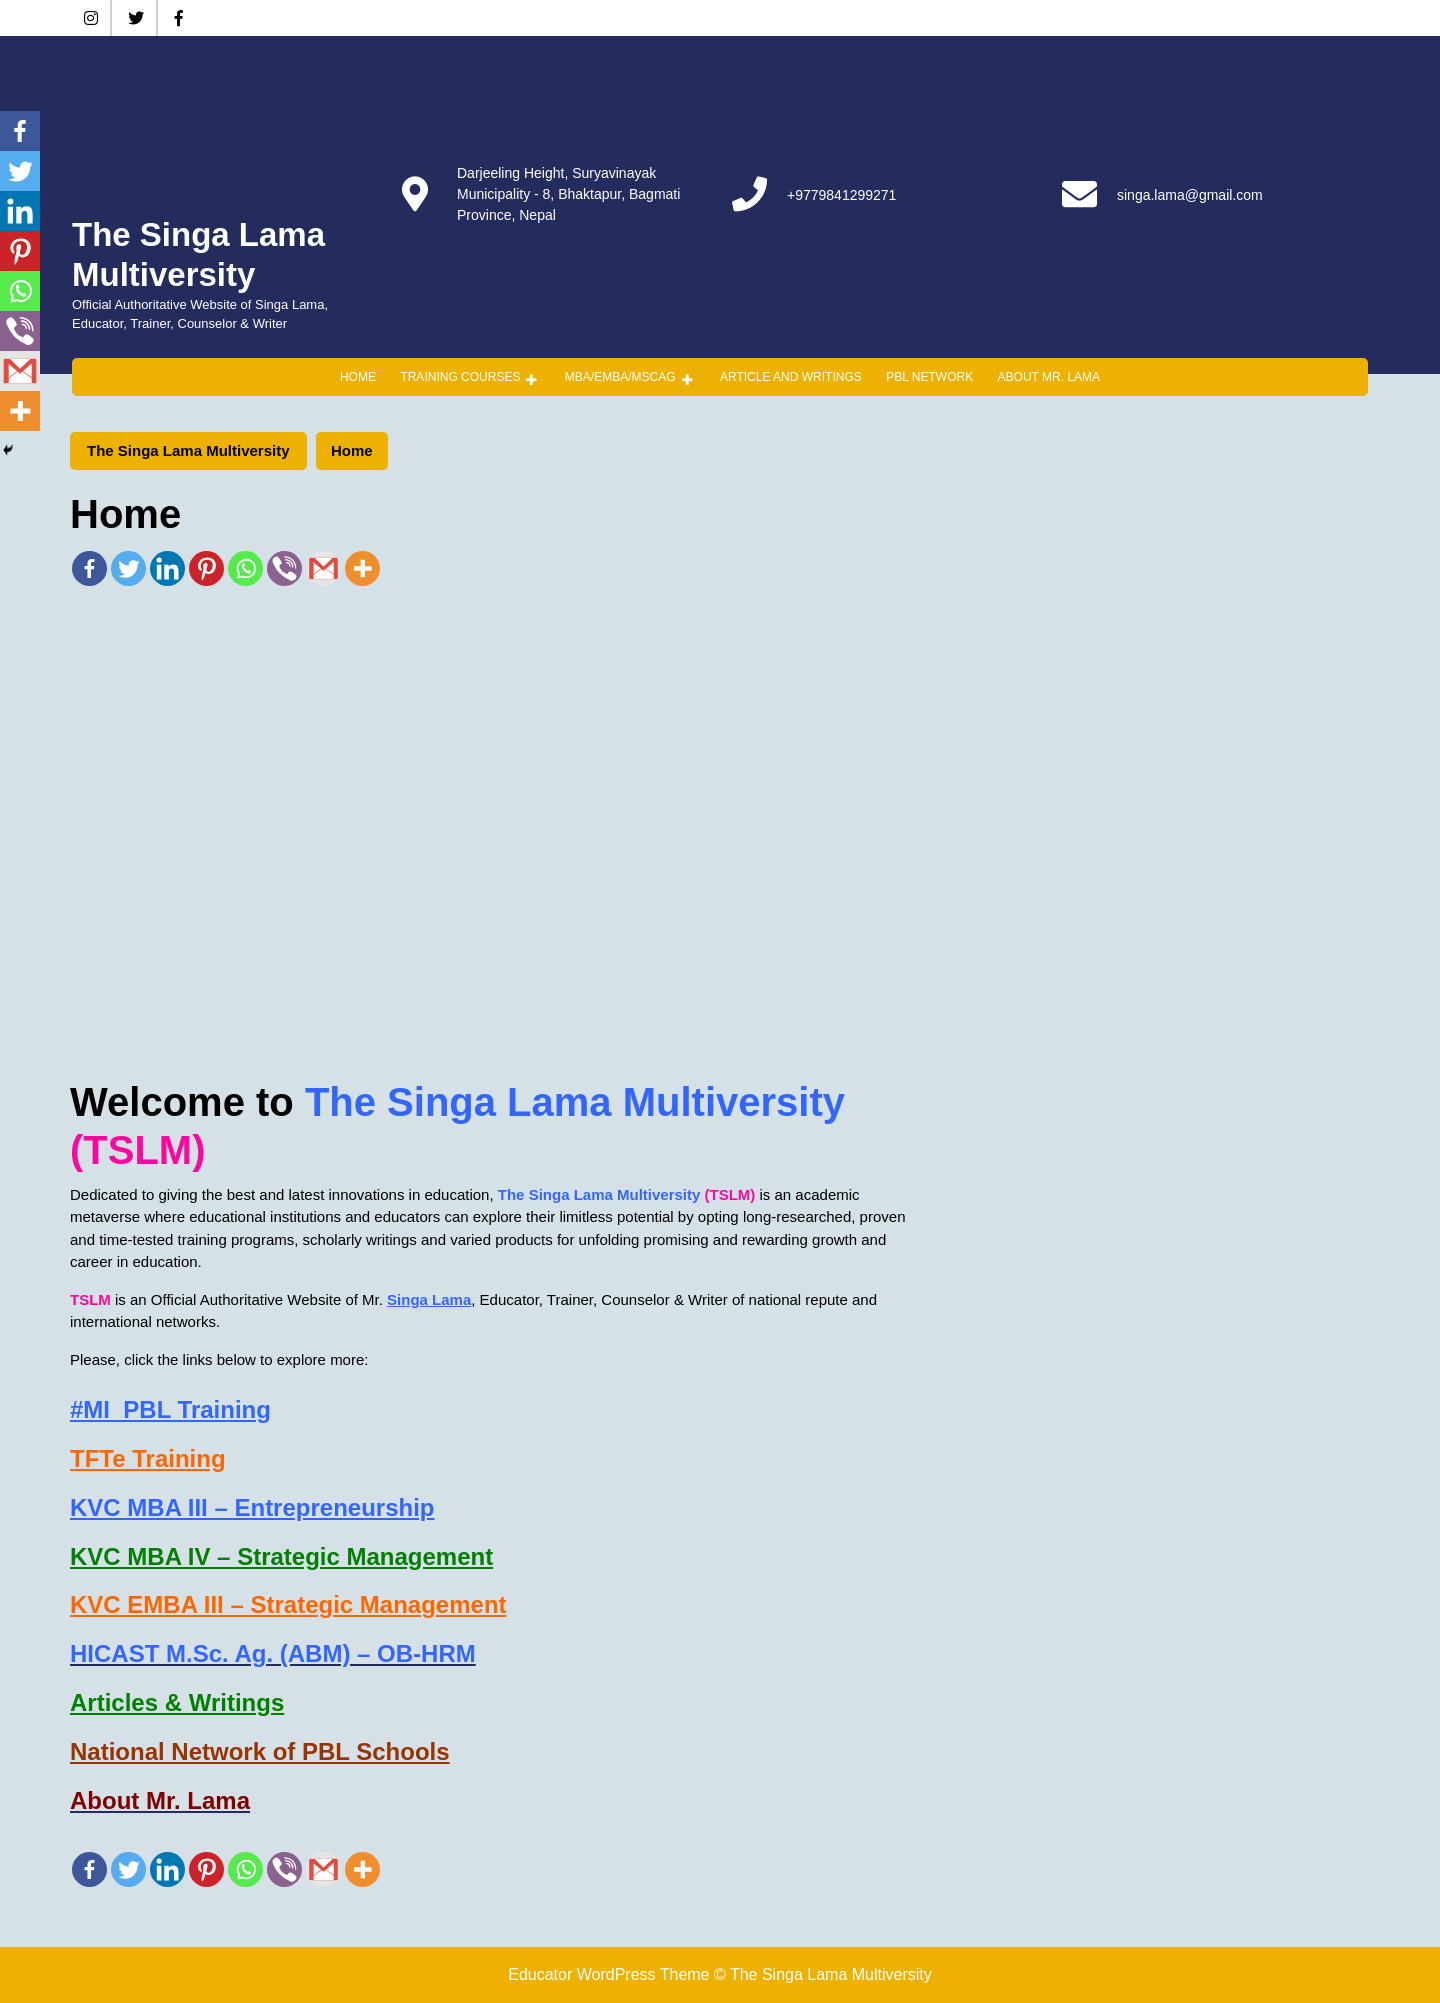 Darjeeling Height, Suryavinayak
Municipality - 8, Bhaktapur, Bagmati
Province, Nepal
+9779841299271
singa.lama@gmail.com
The Singa Lama
Multiversity
Official Authoritative Website of Singa Lama,
Educator, Trainer, Counselor & Writer
HOME TRAINING COURSES MBA/EMBA/MSCAG ARTICLE AND WRITINGS PBL NETWORK ABOUT MR. LAMA
The Singa Lama Multiversity Home
Home
Welcome to The Singa Lama Multiversity
(TSLM)
Dedicated to giving the best and latest innovations in education, The Singa Lama Multiversity (TSLM) is an academic
metaverse where educational institutions and educators can explore their limitless potential by opting long-researched, proven
and time-tested training programs, scholarly writings and varied products for unfolding promising and rewarding growth and
career in education.
TSLM is an Official Authoritative Website of Mr. Singa Lama, Educator, Trainer, Counselor & Writer of national repute and
international networks.
Please, click the links below to explore more:
#MI_PBL Training
TFTe Training
KVC MBA III – Entrepreneurship
KVC MBA IV – Strategic Management
KVC EMBA III – Strategic Management
HICAST M.Sc. Ag. (ABM) – OB-HRM
Articles & Writings
National Network of PBL Schools
About Mr. Lama
Educator WordPress Theme © The Singa Lama Multiversity